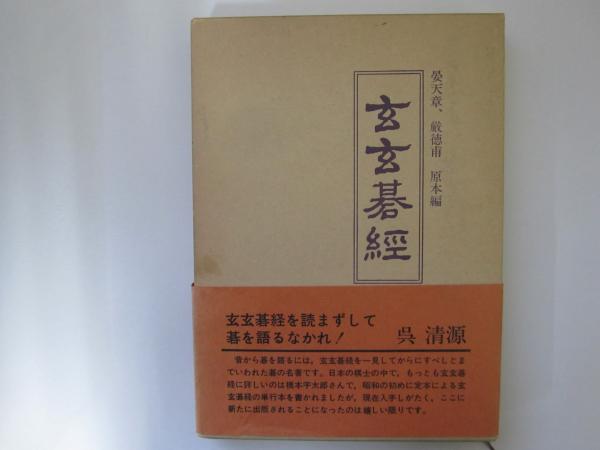 晏天章、厳徳甫 原本編
玄玄碁經
玄玄碁経を読まずして
碁を語るなかれ！
呉 清源
昔から碁を語るには、玄玄碁経を一見してからにすべしとま
でいわれた碁の名著です。日本の棋士の中で、もっとも玄玄碁
経に詳しいのは橋本宇太郎さんで、昭和の初めに定本による玄
玄碁経の単行本を書かれましたが、現在入手しがたく、ここに
新たに出版されることになったのは嬉しい限りです。